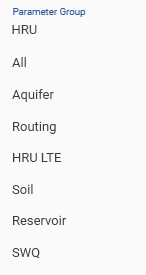 Parameter Group
HRU
All
Aquifer
Routing
HRU LTE
Soil
Reservoir
SWQ